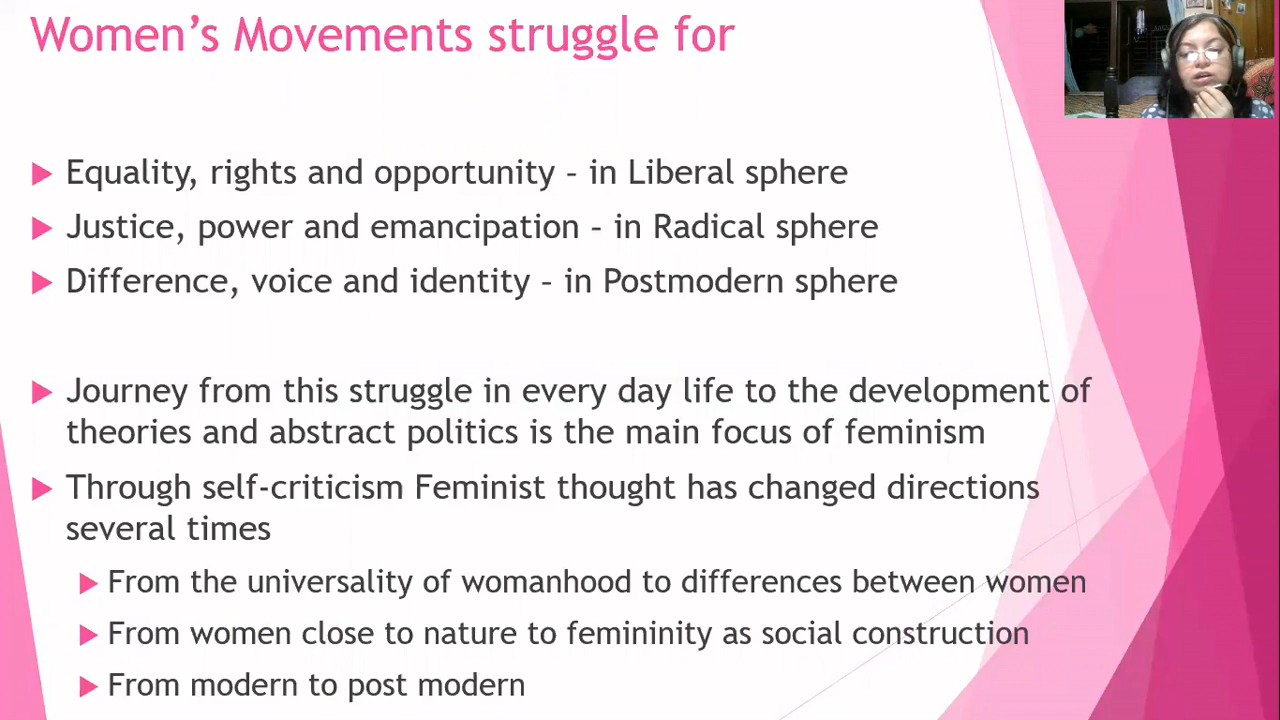 Women's Movements struggle for
Equality, rights and opportunity – in Liberal sphere
Justice, power and emancipation – in Radical sphere
Difference, voice and identity – in Postmodern sphere
Journey from this struggle in every day life to the development of
theories and abstract politics is the main focus of feminism
Through self-criticism Feminist thought has changed directions
several times
From the universality of womanhood to differences between women
From women close to nature to femininity as social construction
From modern to post modern